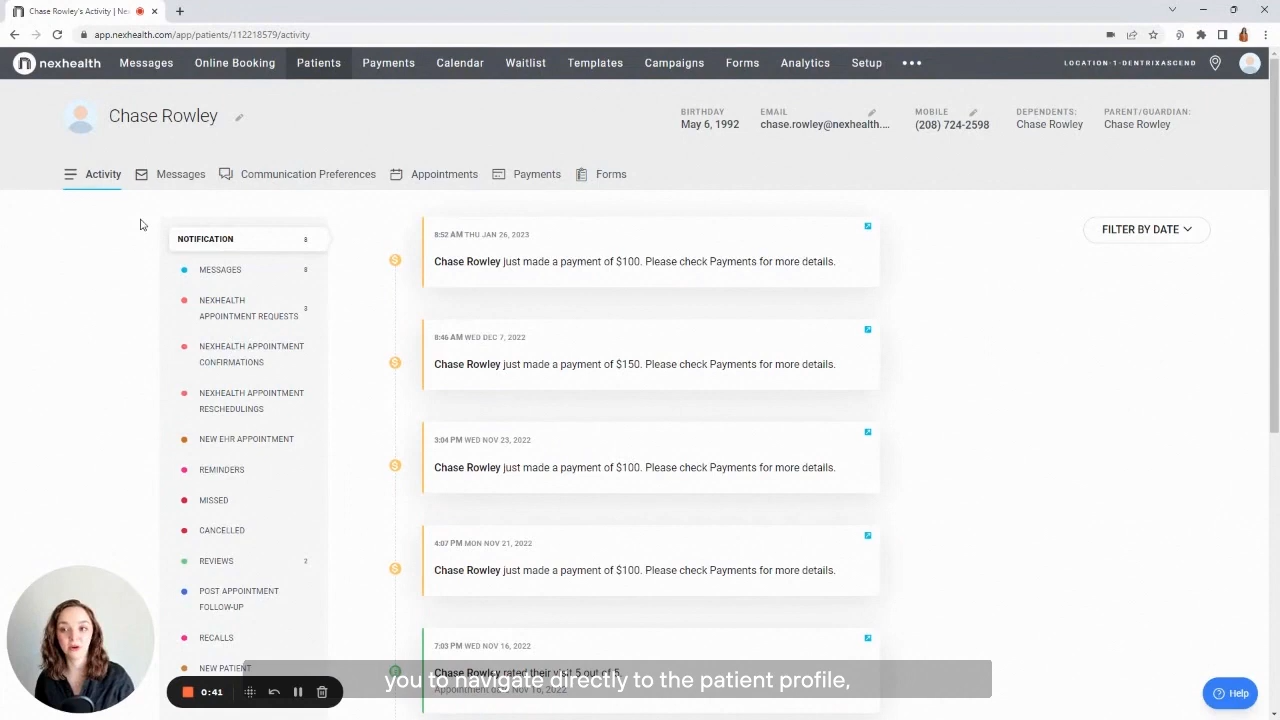 Chase Rowley's Activity | Ne
app.nexhealth.com/app/patients/112218579/activity
nexhealth Messages Online Booking Patients Payments Calendar Waitlist Templates Campaigns Forms Analytics Setup LOCATION-1-DENTRIXASCEND
Chase Rowley
BIRTHDAY EMAIL MOBILE DEPENDENTS: PARENT/GUARDIAN:
May 6, 1992 chase.rowley@nexhealth.... (208) 724-2598 Chase Rowley Chase Rowley
Activity Messages Communication Preferences Appointments Payments Forms
NOTIFICATION 8
MESSAGES 8
NEXHEALTH
APPOINTMENT REQUESTS 3
NEXHEALTH APPOINTMENT
CONFIRMATIONS
NEXHEALTH APPOINTMENT
RESCHEDULINGS
NEW EHR APPOINTMENT
REMINDERS
MISSED
CANCELLED
REVIEWS 2
POST APPOINTMENT
FOLLOW-UP
RECALLS
NEW PATIENT
8:52 AM THU JAN 26, 2023
Chase Rowley just made a payment of $100. Please check Payments for more details.
8:46 AM WED DEC 7, 2022
Chase Rowley just made a payment of $150. Please check Payments for more details.
3:04 PM WED NOV 23, 2022
Chase Rowley just made a payment of $100. Please check Payments for more details.
4:07 PM MON NOV 21, 2022
Chase Rowley just made a payment of $100. Please check Payments for more details.
7:03 PM WED NOV 16, 2022
Chase Rowley rated their visit 5 out of 5.
Appointment on Nov 16, 2022
FILTER BY DATE
0:41
you to navigate directly to the patient profile,
Help